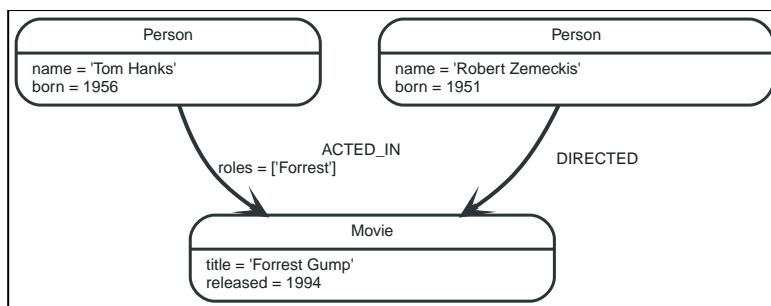 Person
name = 'Tom Hanks'
born = 1956
Person
name = 'Robert Zemeckis'
born = 1951
ACTED_IN
roles = ['Forrest']
DIRECTED
Movie
title = 'Forrest Gump'
released = 1994